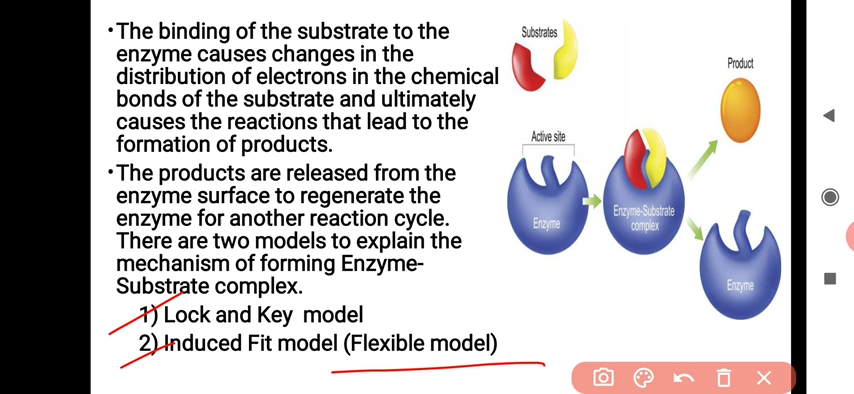 •The binding of the substrate to the
enzyme causes changes in the
distribution of electrons in the chemical
bonds of the substrate and ultimately
causes the reactions that lead to the
formation of products.
•The products are released from the
enzyme surface to regenerate the
enzyme for another reaction cycle.
There are two models to explain the
mechanism of forming Enzyme-
Substrate complex.
1) Lock and Key model
2) Induced Fit model (Flexible model)
Substrates
Product
Active site
Enzyme
Enzyme-Substrate
complex
Enzyme